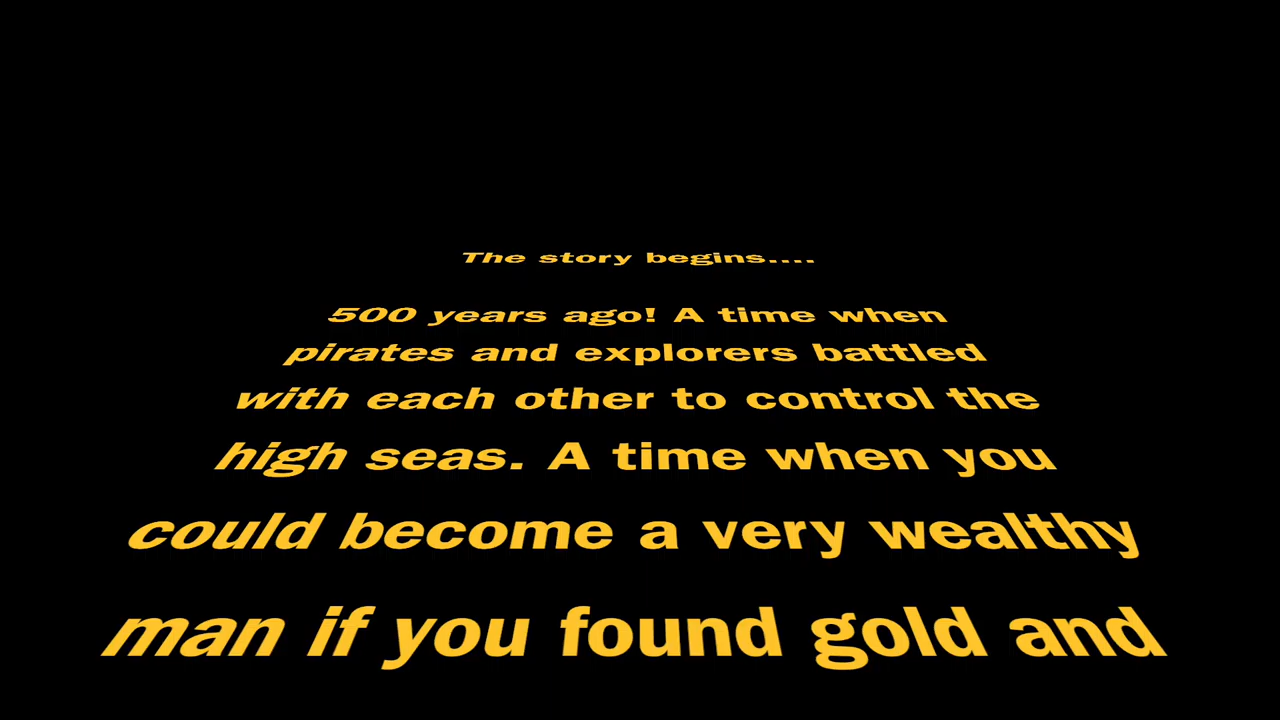 The story begins....
500 years ago! A time when
pirates and explorers battled
with each other to control the
high seas. A time when you
could become a very wealthy
man if you found gold and